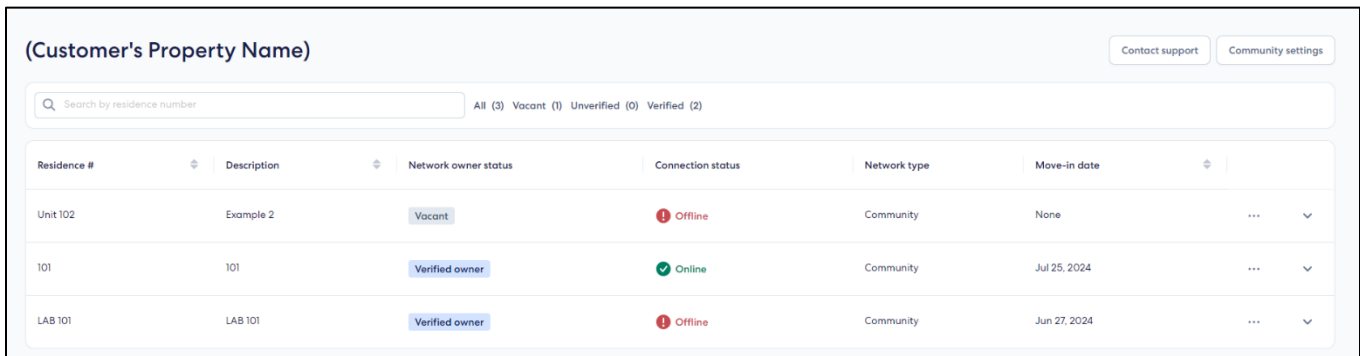 (Customer's Property Name)
Contact support
Community settings
Search by residence number
All (3) Vacant (1) Unverified (0) Verified (2)
Residence # Description Network owner status Connection status Network type Move-in date
Unit 102 Example 2 Vacant Offline Community None
101 101 Verified owner Online Community Jul 25, 2024
LAB 101 LAB 101 Verified owner Offline Community Jun 27, 2024